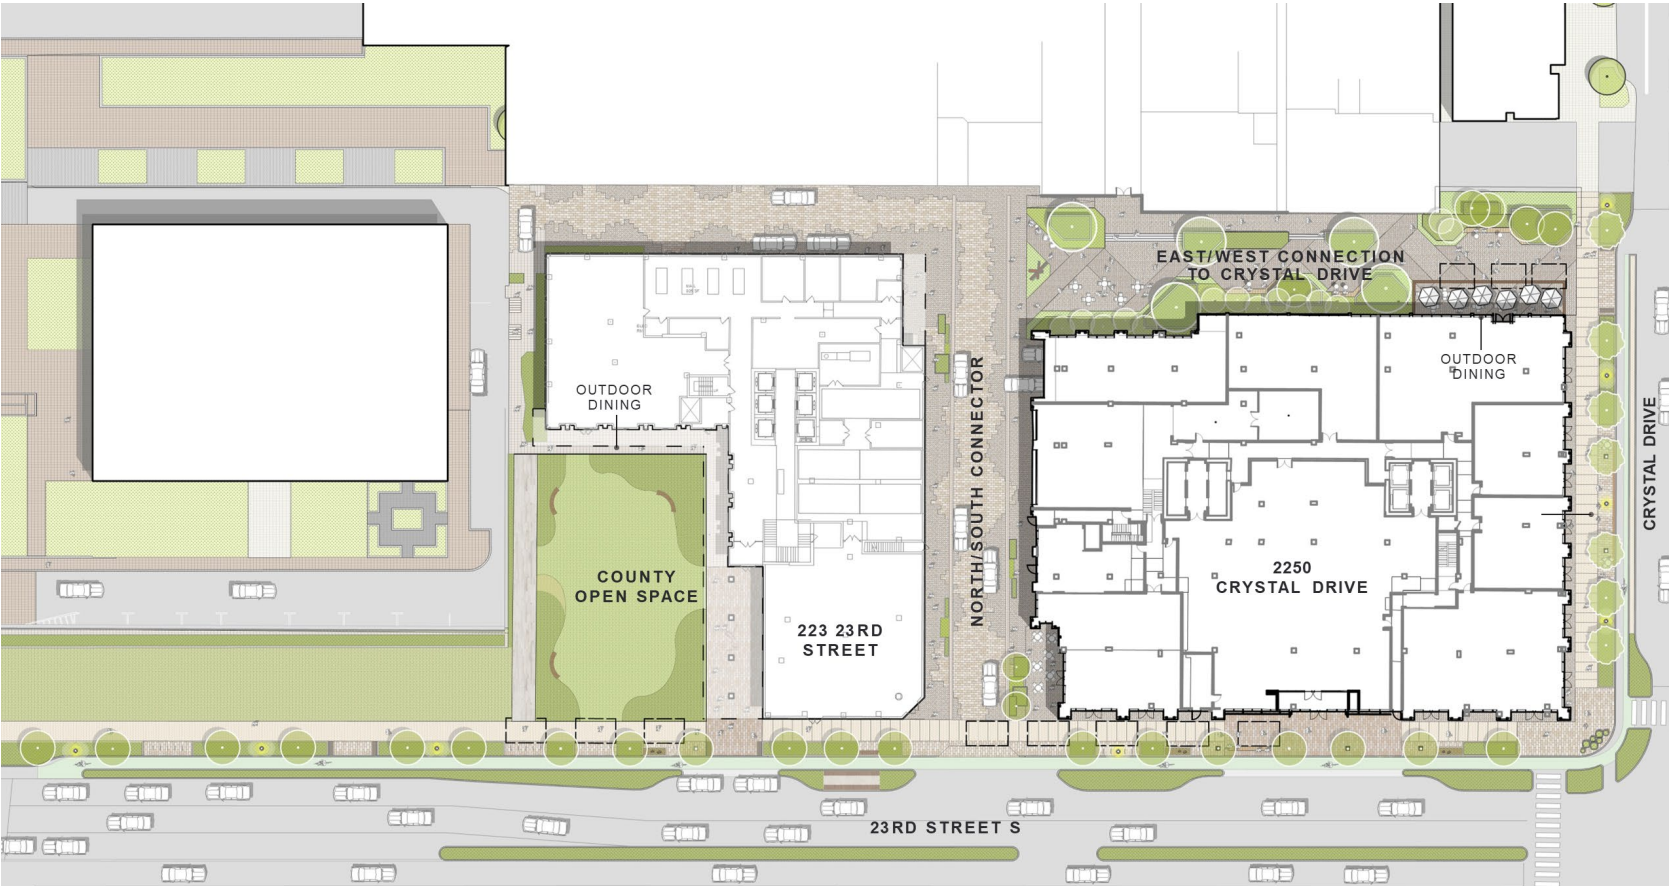 EAST/WEST CONNECTION
TO CRYSTAL DRIVE
OUTDOOR
DINING
OUTDOOR
DINING
NORTH/SOUTH CONNECTOR
CRYSTAL DRIVE
COUNTY
OPEN SPACE
2250
CRYSTAL DRIVE
223 23RD
STREET
23RD STREET S